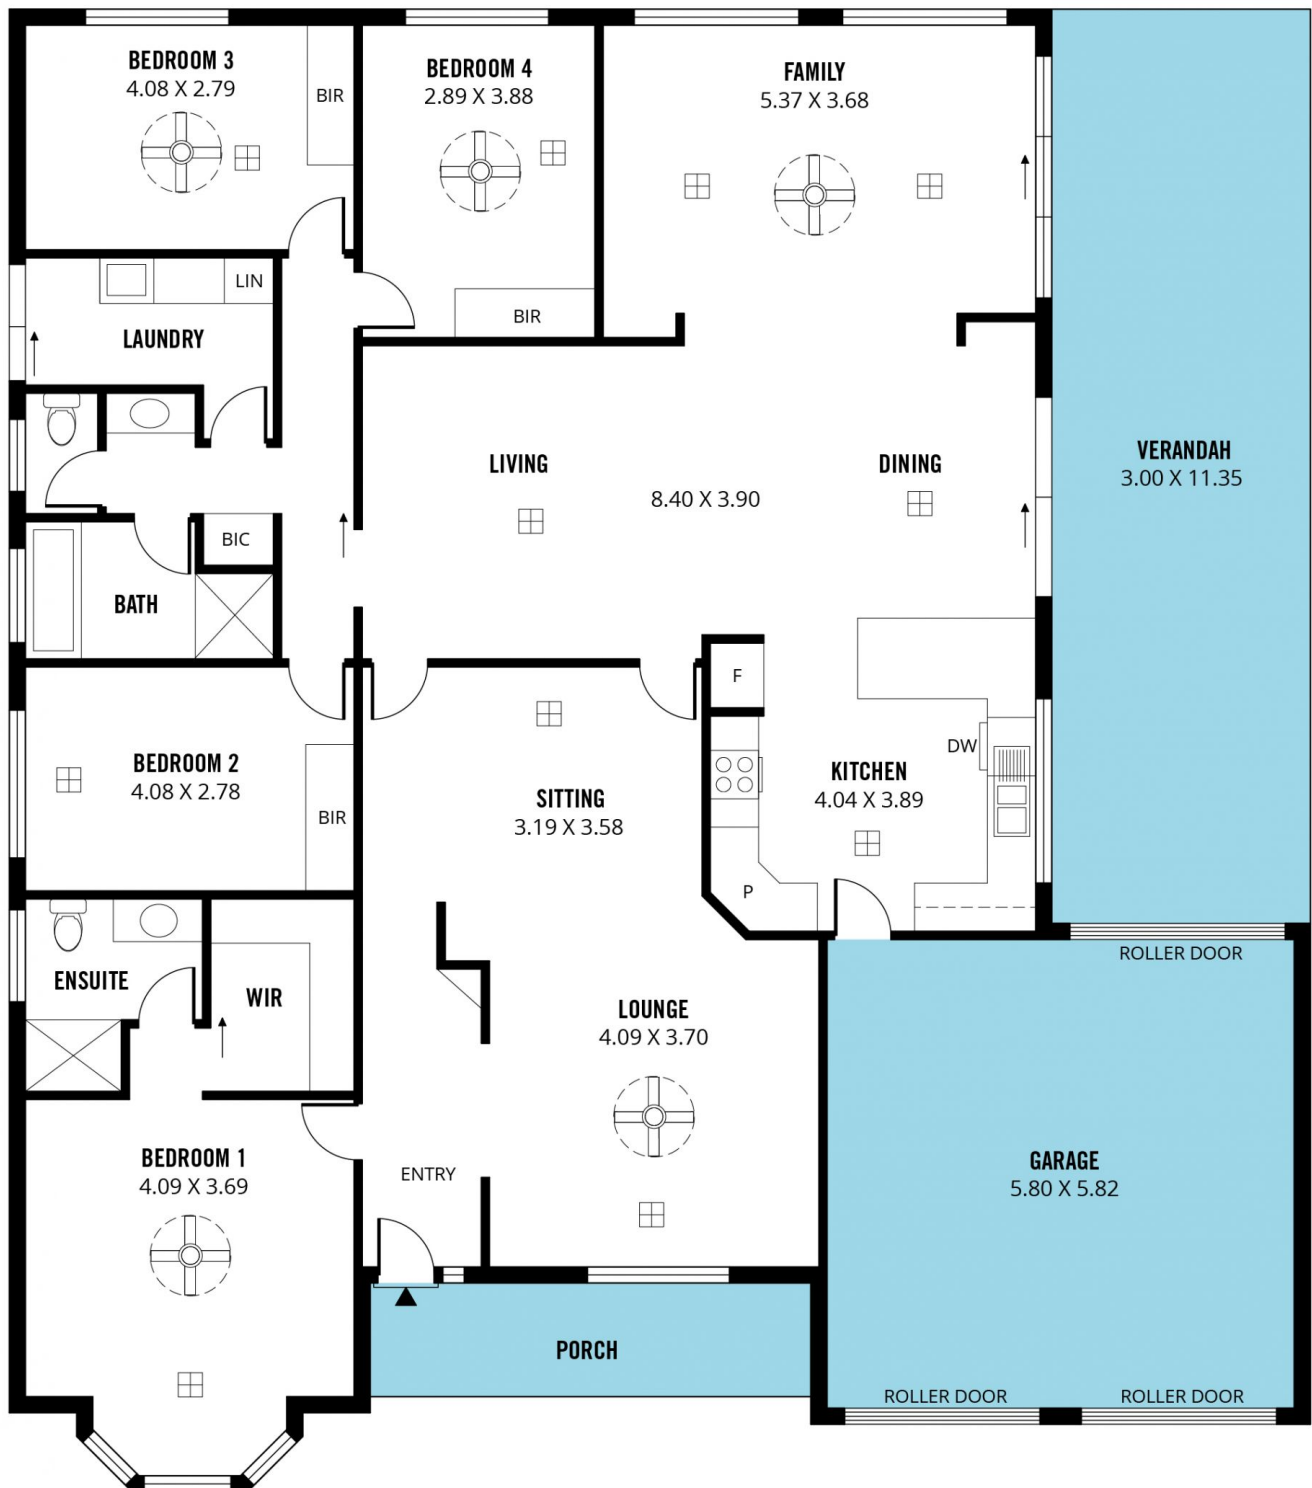 BEDROOM 3
4.08 X 2.79
BIR
BEDROOM 4
2.89 X 3.88
BIR
FAMILY
5.37 X 3.68
LIN
LAUNDRY
LIVING
DINING
8.40 X 3.90
VERANDAH
3.00 X 11.35
BIC
BATH
F
BEDROOM 2
4.08 X 2.78
BIR
SITTING
3.19 X 3.58
DW
KITCHEN
4.04 X 3.89
P
ENSUITE
WIR
LOUNGE
4.09 X 3.70
ROLLER DOOR
BEDROOM 1
4.09 X 3.69
ENTRY
GARAGE
5.80 X 5.82
PORCH
ROLLER DOOR
ROLLER DOOR